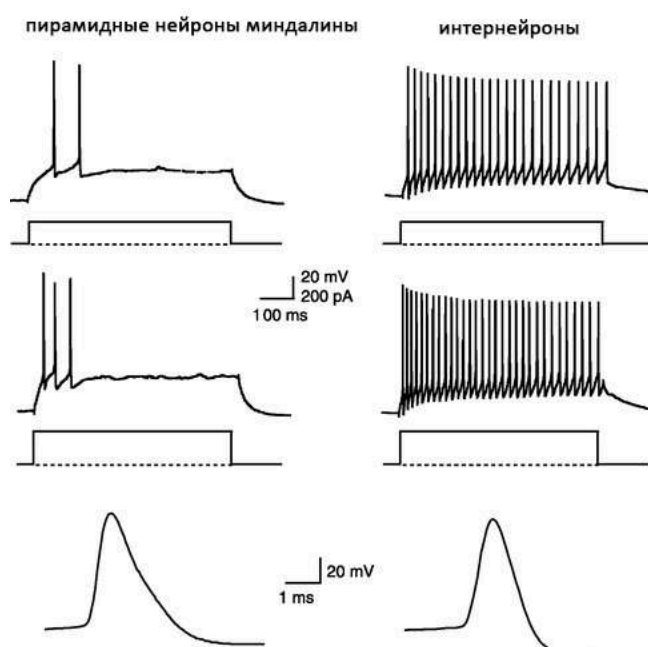 пирамидные нейроны миндалины
интернейроны
20 mV
200 pA
100 ms
20 mV
1 ms